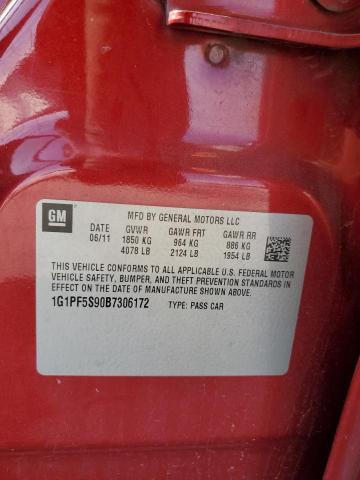 GM
MFD BY GENERAL MOTORS LLC
DATE GVWR GAWR FRT GAWR RR
06/11 1850 KG 964 KG 886 KG
4078 LB 2124 LB 1954 LB
THIS VEHICLE CONFORMS TO ALL APPLICABLE U.S. FEDERAL MOTOR
VEHICLE SAFETY, BUMPER, AND THEFT PREVENTION STANDARDS
IN EFFECT ON THE DATE OF MANUFACTURE SHOWN ABOVE.
1G1PF5S90B7306172 TYPE: PASS CAR